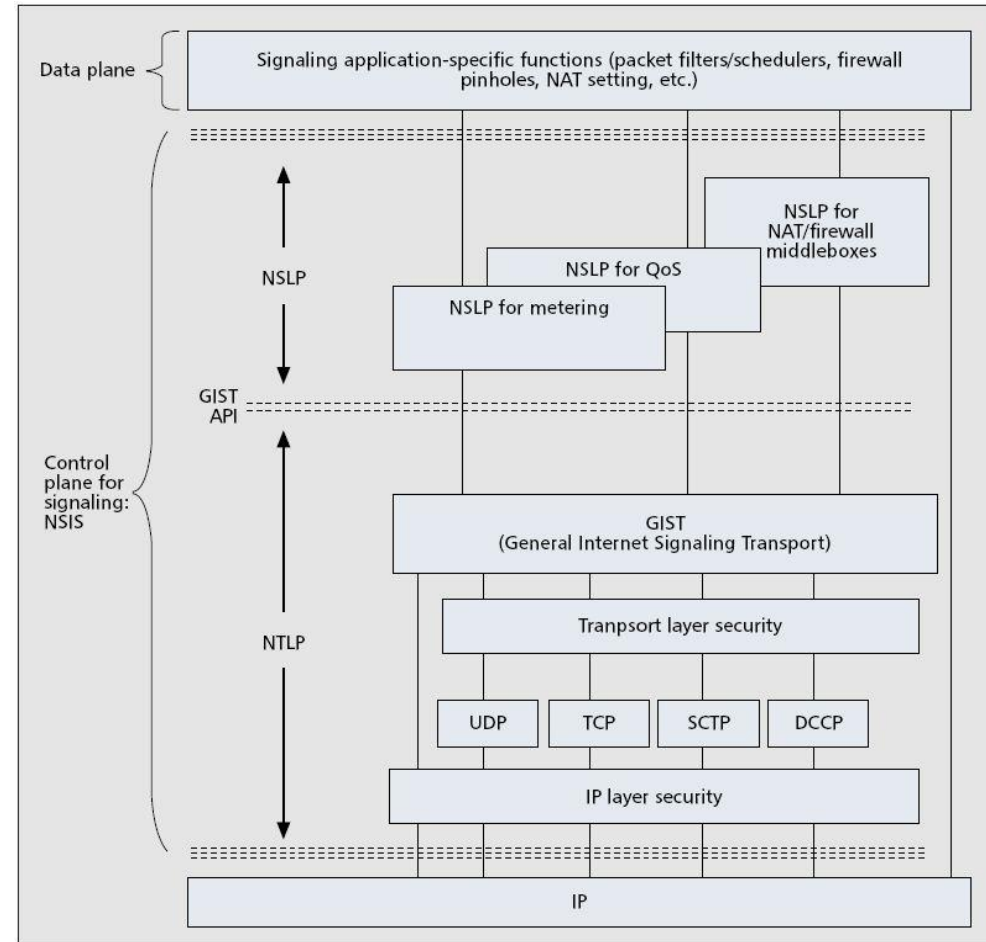 Data plane
Signaling application-specific functions (packet filters/schedulers, firewall
pinholes, NAT setting, etc.)
NSLP for
NAT/firewall
middleboxes
NSLP for QoS
NSLP for metering
NSLP
GIST
API
Control
plane for
signaling:
NSIS
GIST
(General Internet Signaling Transport)
Tranpsort layer security
NTLP
UDP
TCP
SCTP
DCCP
IP layer security
IP